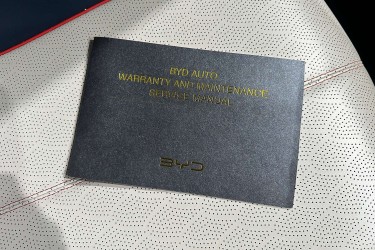 BYD AUTO
WARRANTY AND MAINTENANCE
SERVICE MANUAL
BYD